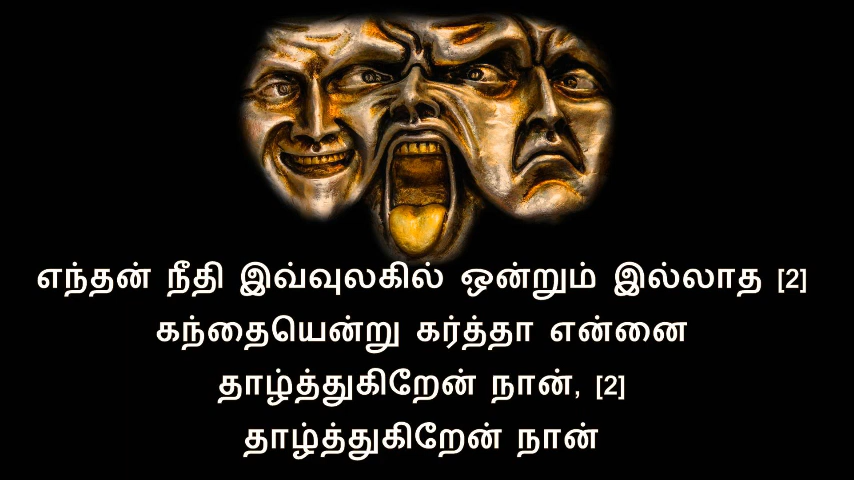 எந்தன் நீதி இவ்வுலகில் ஒன்றும் இல்லாத [2]
கந்தையென்று கர்த்தா என்னை
தாழ்த்துகிறேன் நான், [2]
தாழ்த்துகிறேன் நான்